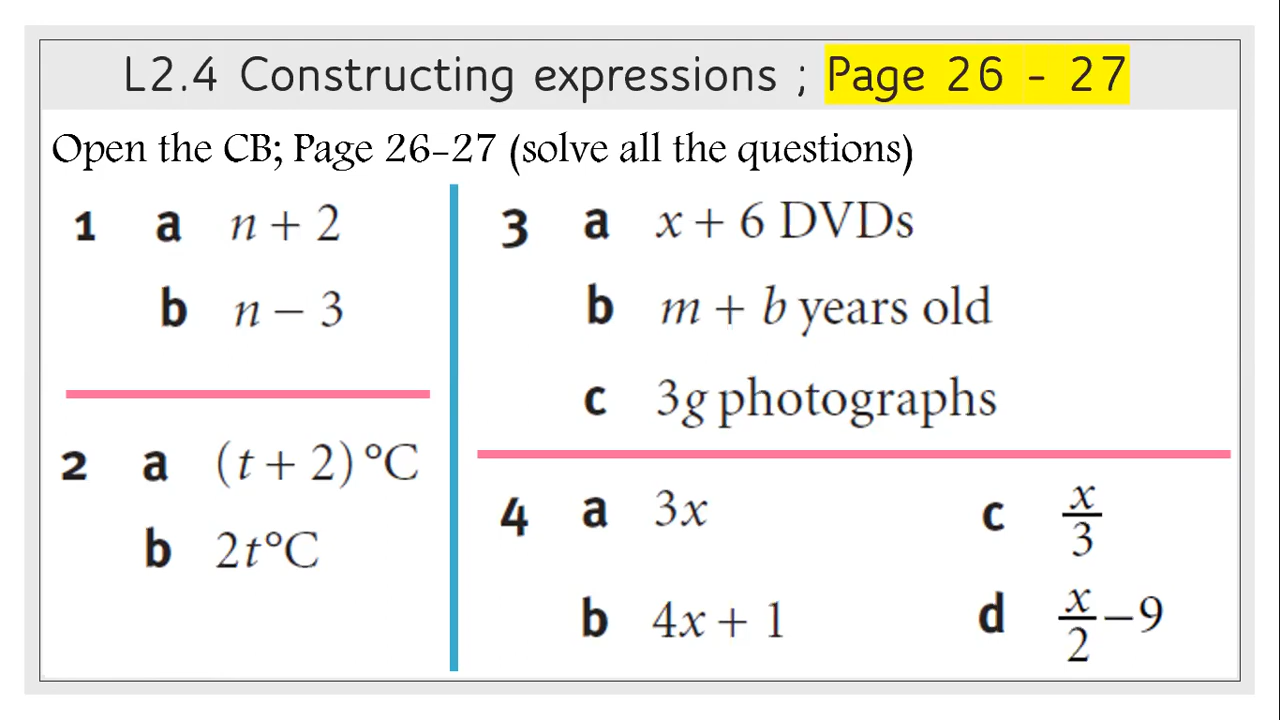 L2.4 Constructing expressions ; Page 26 - 27
Open the CB; Page 26-27 (solve all the questions)
1 a n + 2
b n − 3
2 a (t + 2) °C
b 2t°C
3 a x + 6 DVDs
b m + b years old
c 3g photographs
4 a 3x
b 4x + 1
c x/3
d x/2 − 9